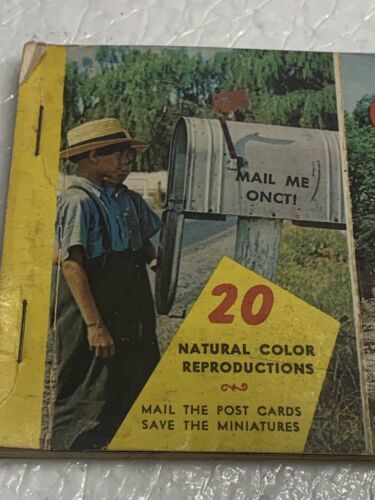 MAIL ME
ONCT!
20
NATURAL COLOR
REPRODUCTIONS
MAIL THE POST CARDS
SAVE THE MINIATURES